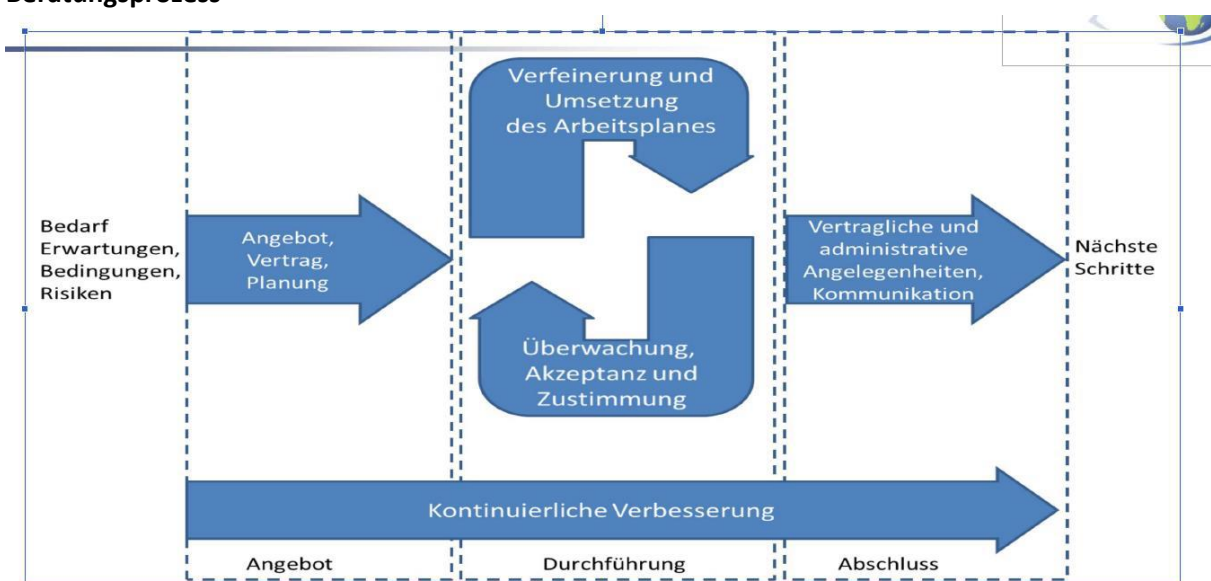 Beratungsprozess
Verfeinerung und
Umsetzung
des Arbeitsplanes
Bedarf
Erwartungen,
Bedingungen,
Risiken
Angebot,
Vertrag,
Planung
Vertragliche und
administrative
Angelegenheiten,
Kommunikation
Nächste
Schritte
Überwachung,
Akzeptanz und
Zustimmung
Kontinuierliche Verbesserung
Angebot
Durchführung
Abschluss